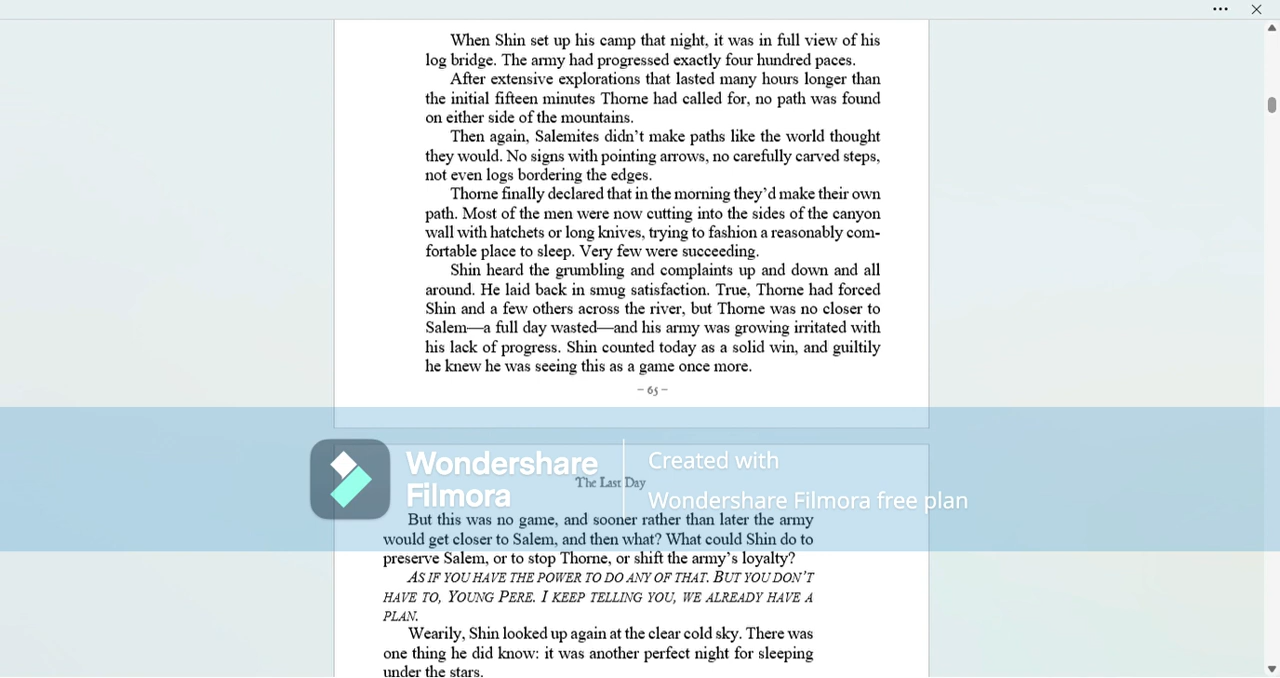 When Shin set up his camp that night, it was in full view of his
log bridge. The army had progressed exactly four hundred paces.
After extensive explorations that lasted many hours longer than
the initial fifteen minutes Thorne had called for, no path was found
on either side of the mountains.
Then again, Salemites didn't make paths like the world thought
they would. No signs with pointing arrows, no carefully carved steps,
not even logs bordering the edges.
Thorne finally declared that in the morning they'd make their own
path. Most of the men were now cutting into the sides of the canyon
wall with hatchets or long knives, trying to fashion a reasonably com-
fortable place to sleep. Very few were succeeding.
Shin heard the grumbling and complaints up and down and all
around. He laid back in smug satisfaction. True, Thorne had forced
Shin and a few others across the river, but Thorne was no closer to
Salem—a full day wasted—and his army was growing irritated with
his lack of progress. Shin counted today as a solid win, and guiltily
he knew he was seeing this as a game once more.
- 65 -
Wondershare
Filmora
Created with
Wondershare Filmora free plan
The Last Day
But this was no game, and sooner rather than later the army
would get closer to Salem, and then what? What could Shin do to
preserve Salem, or to stop Thorne, or shift the army's loyalty?
AS IF YOU HAVE THE POWER TO DO ANY OF THAT. BUT YOU DON'T
HAVE TO, YOUNG PERE. I KEEP TELLING YOU, WE ALREADY HAVE A
PLAN.
Wearily, Shin looked up again at the clear cold sky. There was
one thing he did know: it was another perfect night for sleeping
under the stars.